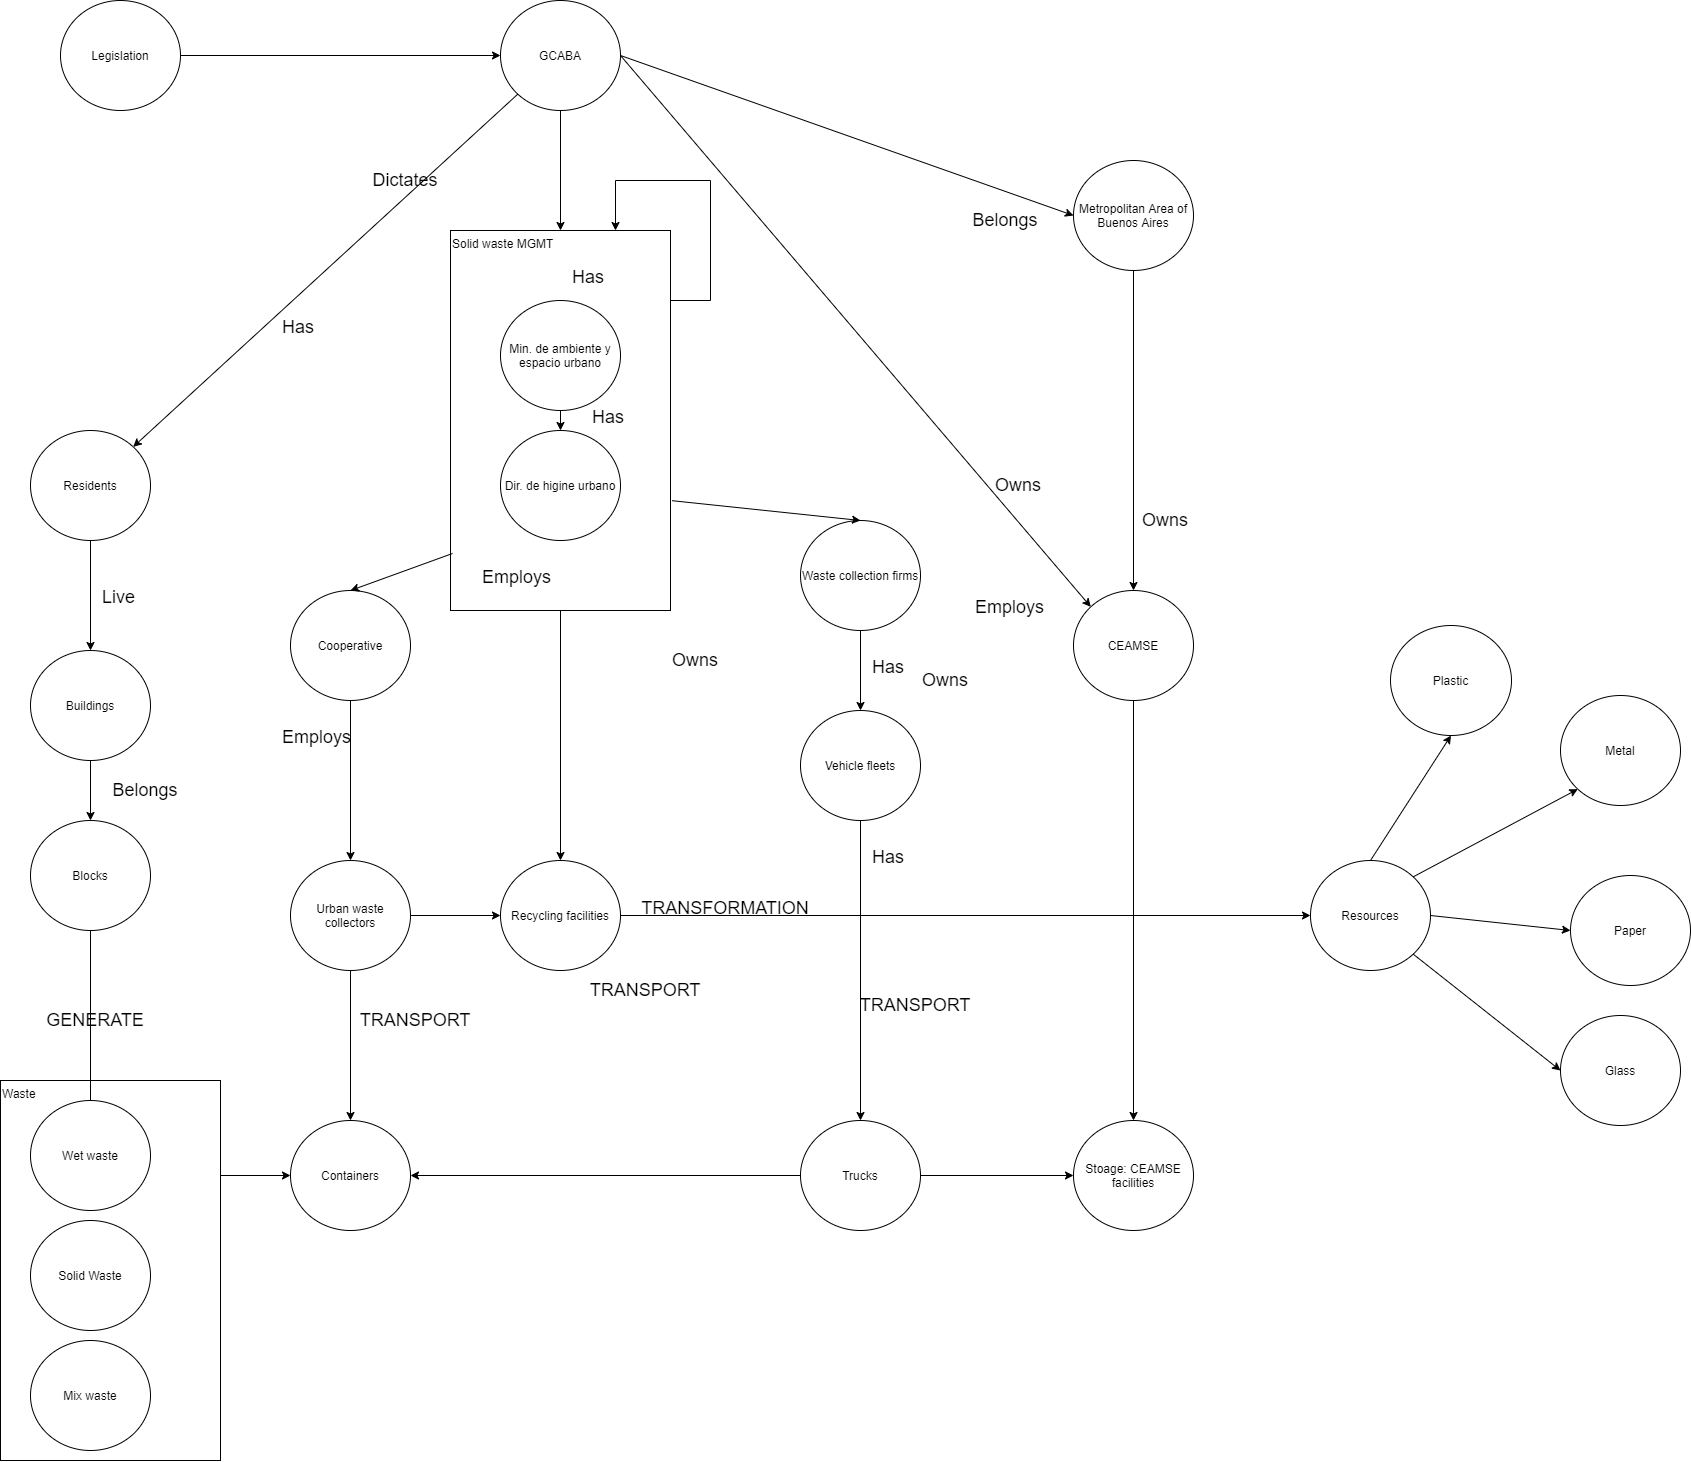 Legislation
GCABA
Dictates
Metropolitan Area of
Buenos Aires
Belongs
Solid waste MGMT
Has
Has
Min. de ambiente y
espacio urbano
Has
Residents
Dir. de higine urbano
Owns
Owns
Waste collection firms
Employs
Live
Employs
Cooperative
CEAMSE
Owns
Has
Owns
Plastic
Buildings
Employs
Vehicle fleets
Metal
Belongs
Has
Blocks
Urban waste
collectors
Recycling facilities
TRANSFORMATION
Resources
Paper
TRANSPORT
TRANSPORT
GENERATE
TRANSPORT
Glass
Waste
Wet waste
Containers
Trucks
Stoage: CEAMSE
facilities
Solid Waste
Mix waste